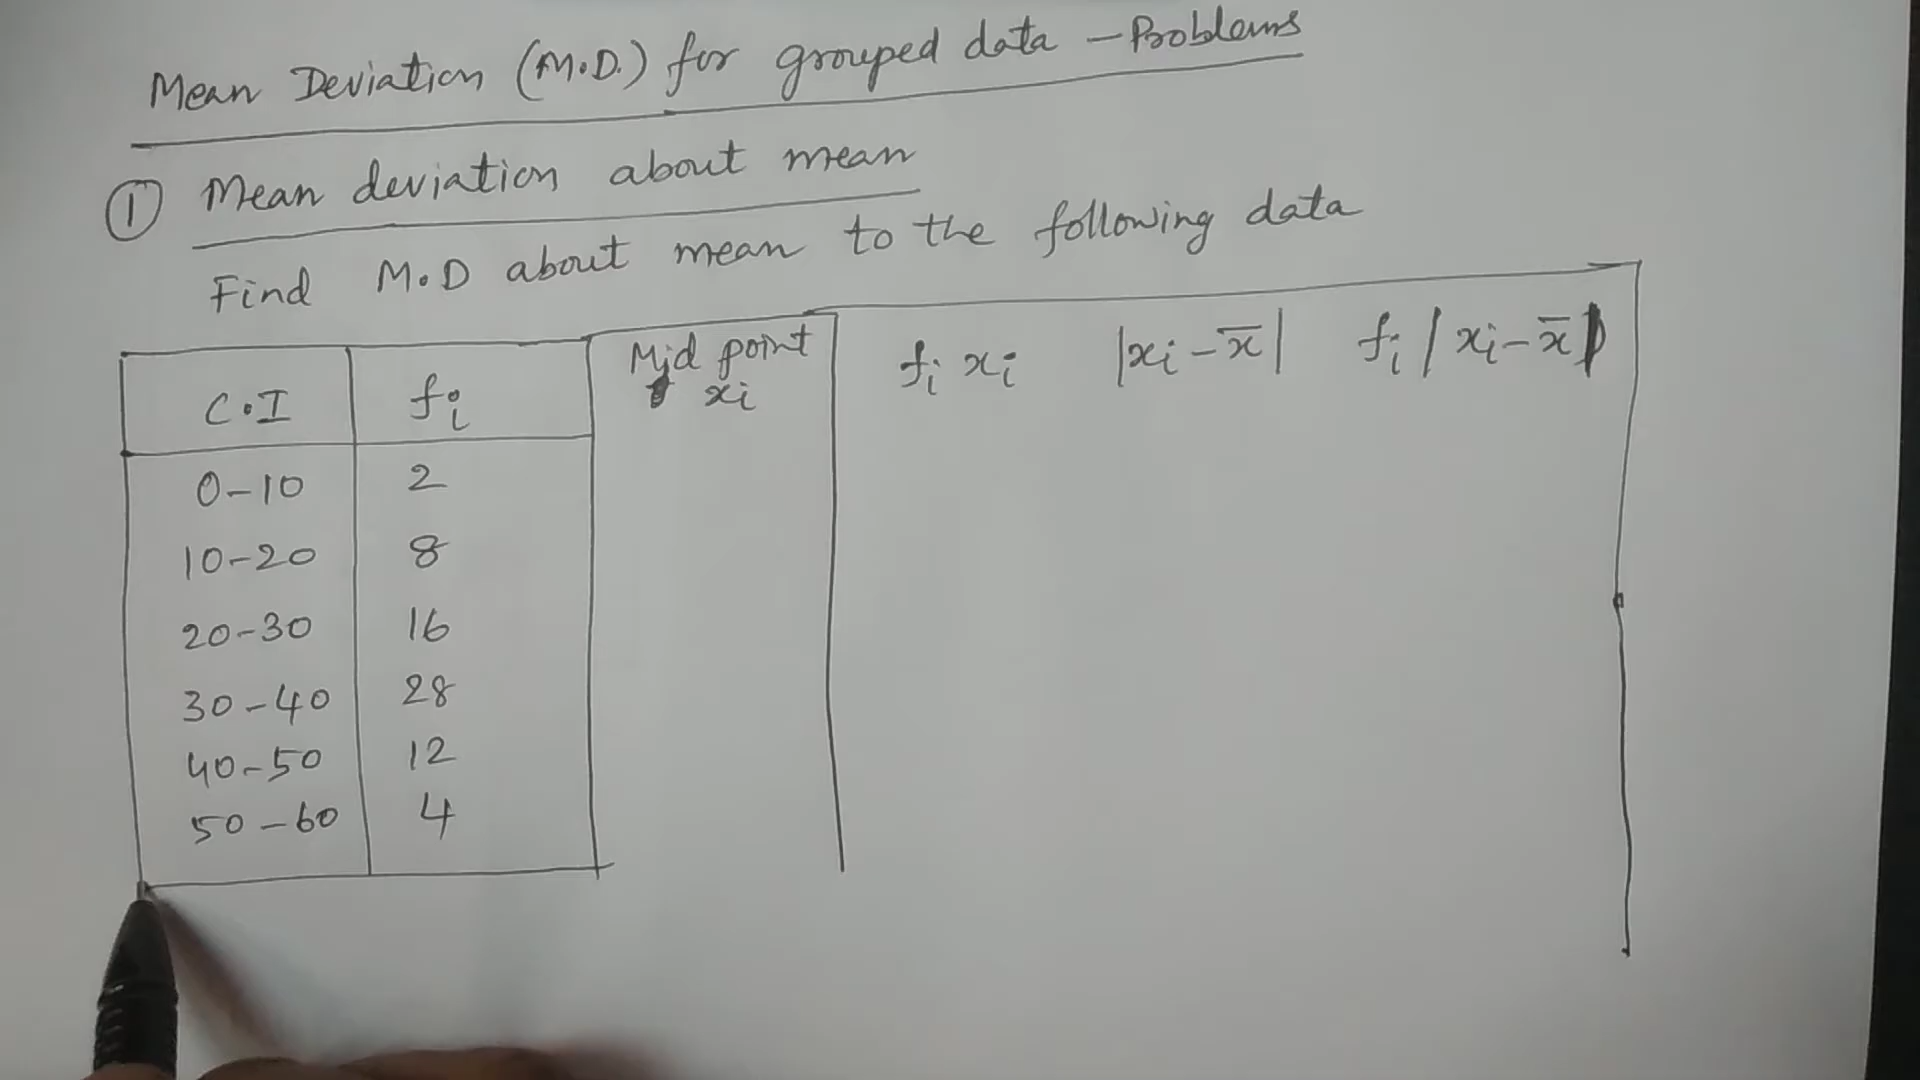 Mean Deviation (M.D.) for grouped data - Problems
① Mean deviation about mean
Find M.D about mean to the following data
C.I fi Mid point xi fi xi |xi - x̄| fi |xi - x̄|
0-10 2
10-20 8
20-30 16
30-40 28
40-50 12
50-60 4